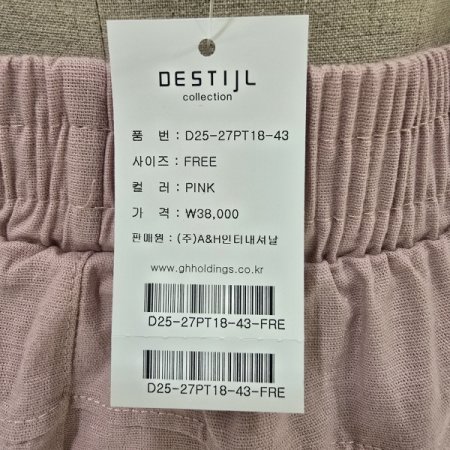 DESTIJL
collection
품 번 : D25-27PT18-43
사이즈 : FREE
컬 러 : PINK
가 격 : ₩38,000
판매원 : (주)A&H인터내셔날
www.ghholdings.co.kr
D25-27PT18-43-FRE
D25-27PT18-43-FRE